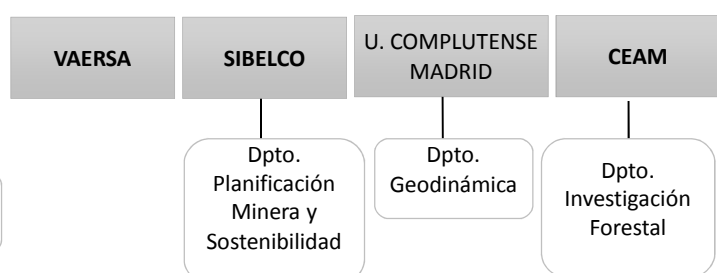 VAERSA
SIBELCO
U. COMPLUTENSE
MADRID
CEAM
Dpto.
Planificación
Minera y
Sostenibilidad
Dpto.
Geodinámica
Dpto.
Investigación
Forestal